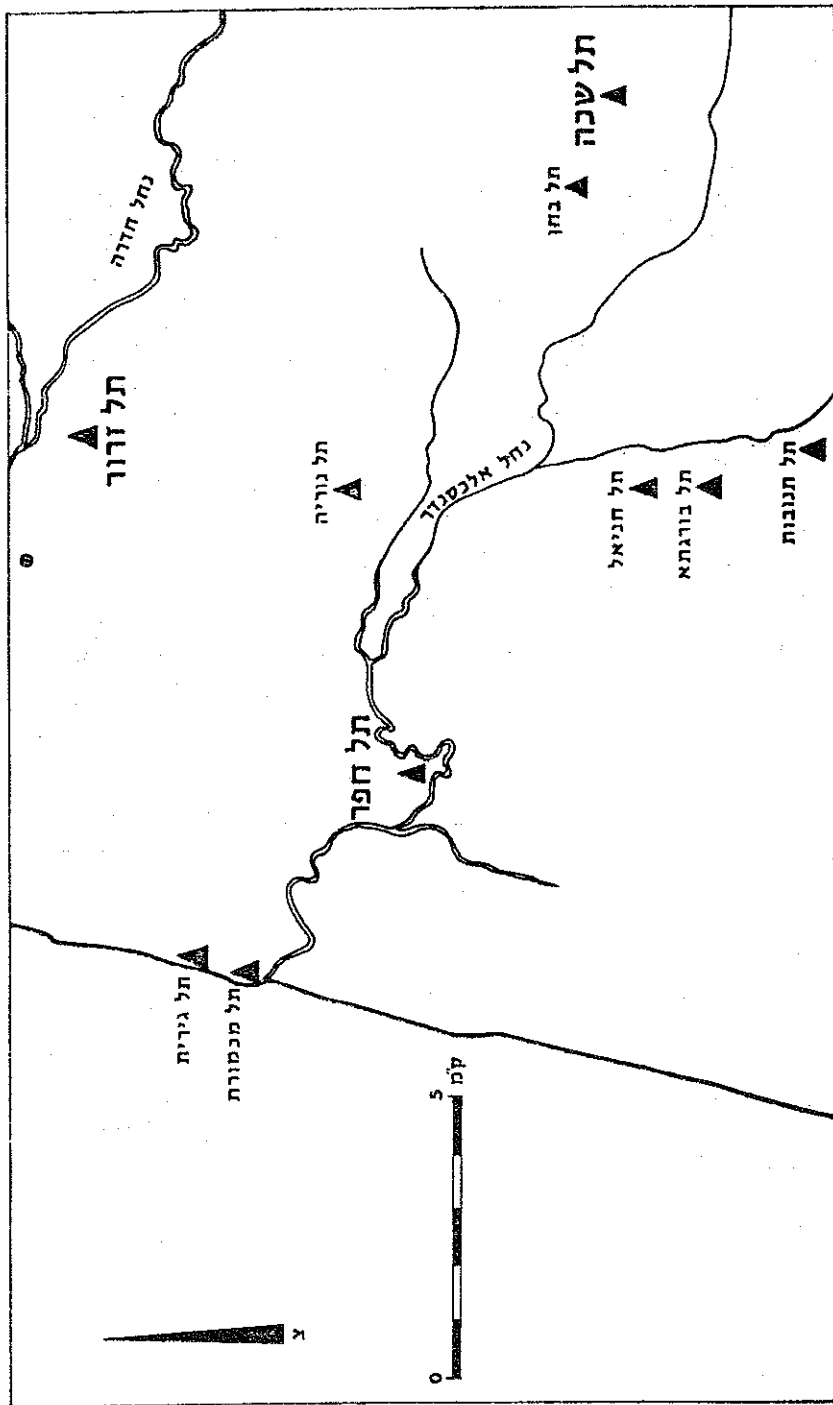 נחל חדרה
תל זרור
תל שכה
תל בחן
תל נוריה
נחל אלכסנדר
תל חניאל
תל בורגתא
תל תנובות
תל חפר
תל גירית
תל מכמורת
צ
0 5 ק"מ